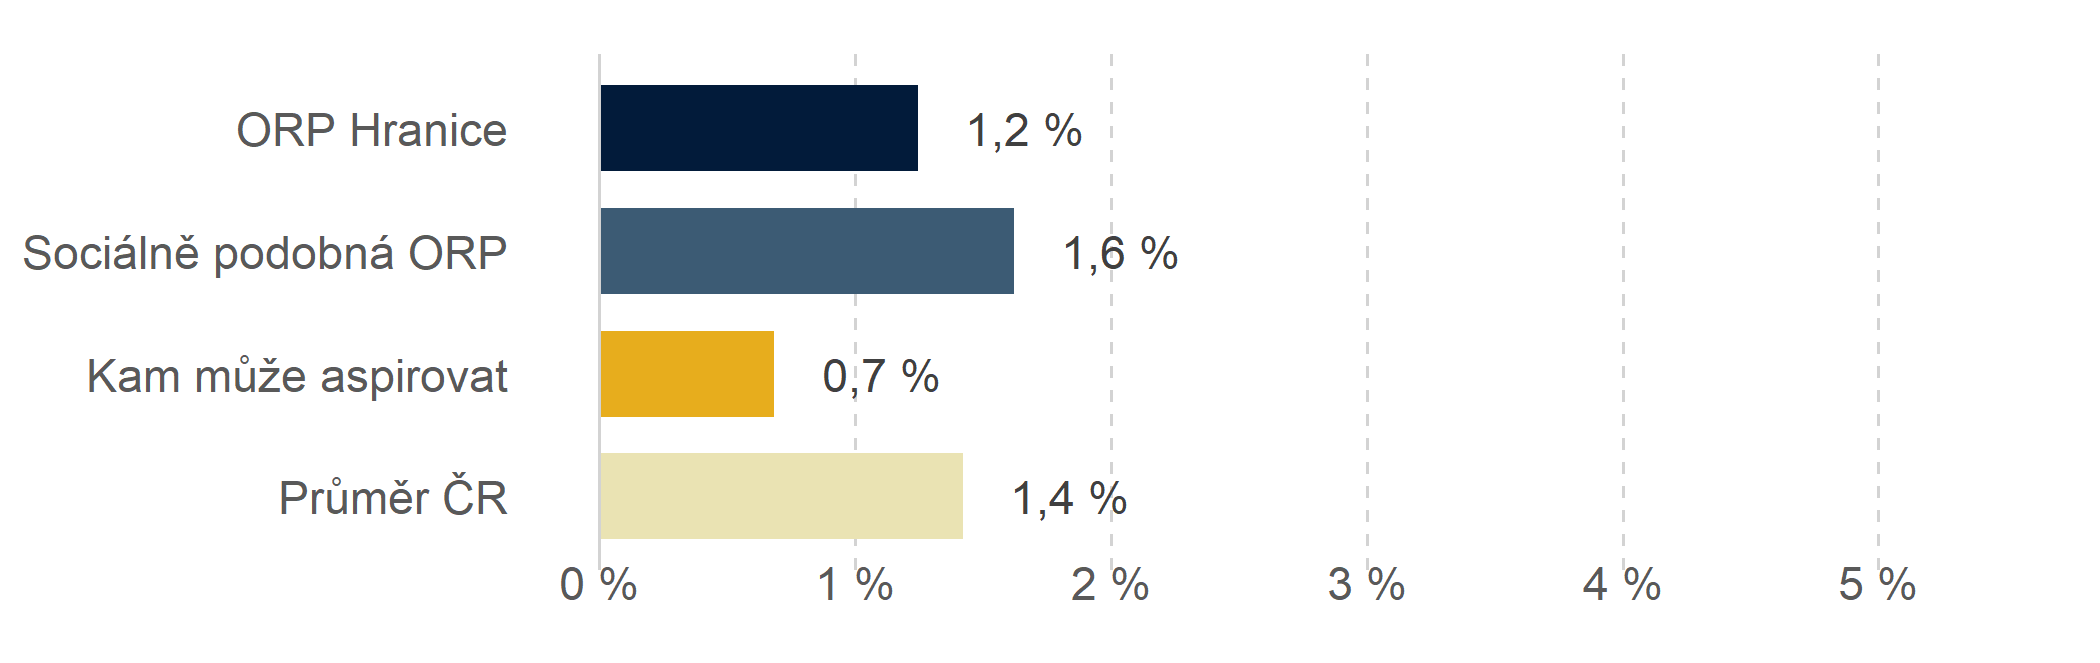 ORP Hranice 1,2 %
Sociálně podobná ORP 1,6 %
Kam může aspirovat 0,7 %
Průměr ČR 1,4 %
0 % 1 % 2 % 3 % 4 % 5 %